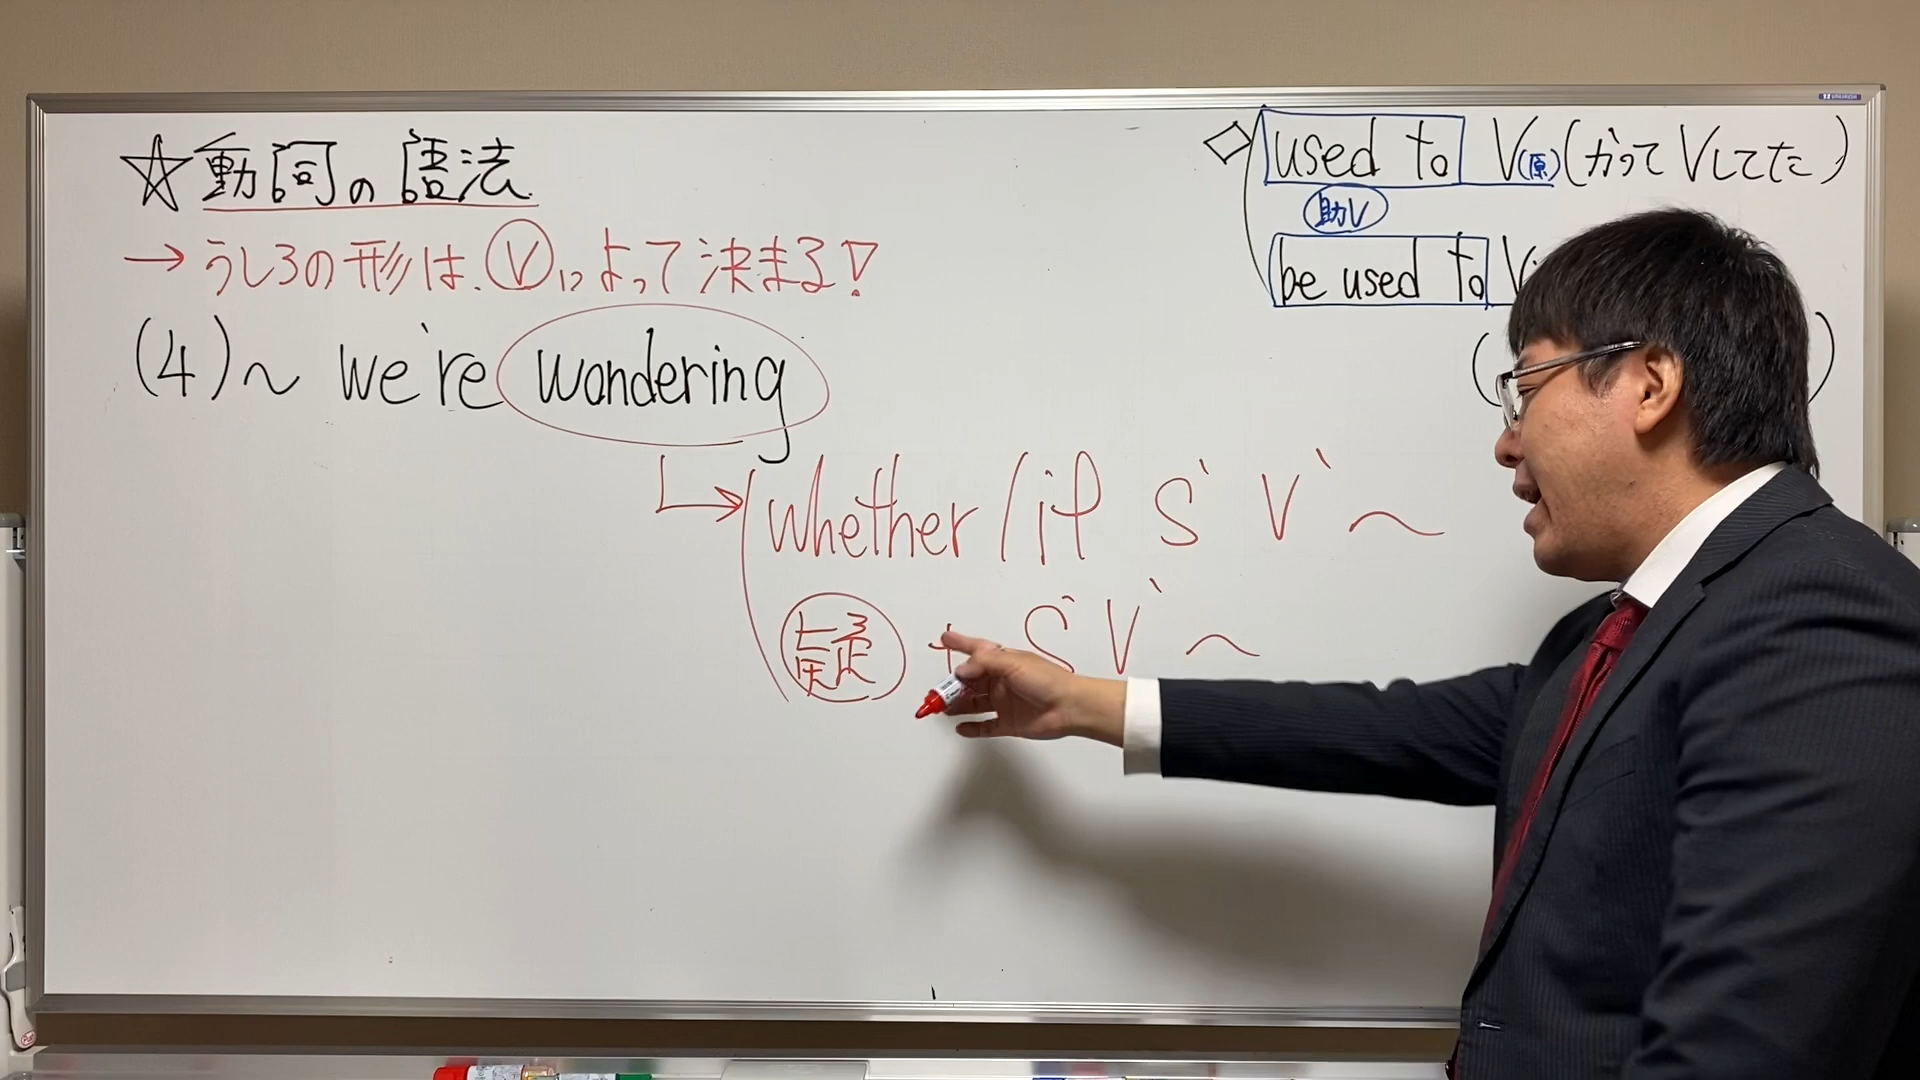 ☆動詞の語法
→うしろの形は、Vによって決まる!
(4)~ we're wondering
whether / if S' V' ~
疑 + S' V' ~
◇ used to V(原)(かつてVしてた)
助V
be used to V